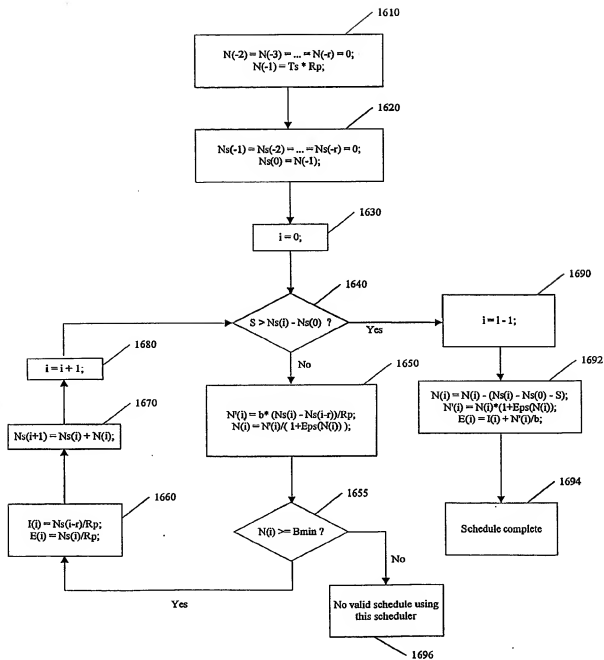 1610
N(-2) = N(-3) = ... = N(-r) = 0;
N(-1) = Ts * Rp;
1620
Ns(-1) = Ns(-2) = ... = Ns(-r) = 0;
Ns(0) = N(-1);
1630
i = 0;
1640
S > Ns(i) - Ns(0) ?
Yes
No
1690
i = i - 1;
1692
N(i) = N(i) - (Ns(i) - Ns(0) - S);
N'(i) = N(i)*(1+Eps(N(i));
E(i) = I(i) + N'(i)/b;
1694
Schedule complete
1650
N'(i) = b* (Ns(i) - Ns(i-r))/Rp;
N(i) = N'(i)/( 1+Eps(N(i)) );
1655
N(i) >= Bmin ?
No
Yes
No valid schedule using
this scheduler
1696
1660
I(i) = Ns(i-r)/Rp;
E(i) = Ns(i)/Rp;
1670
Ns(i+1) = Ns(i) + N(i);
1680
i = i + 1;